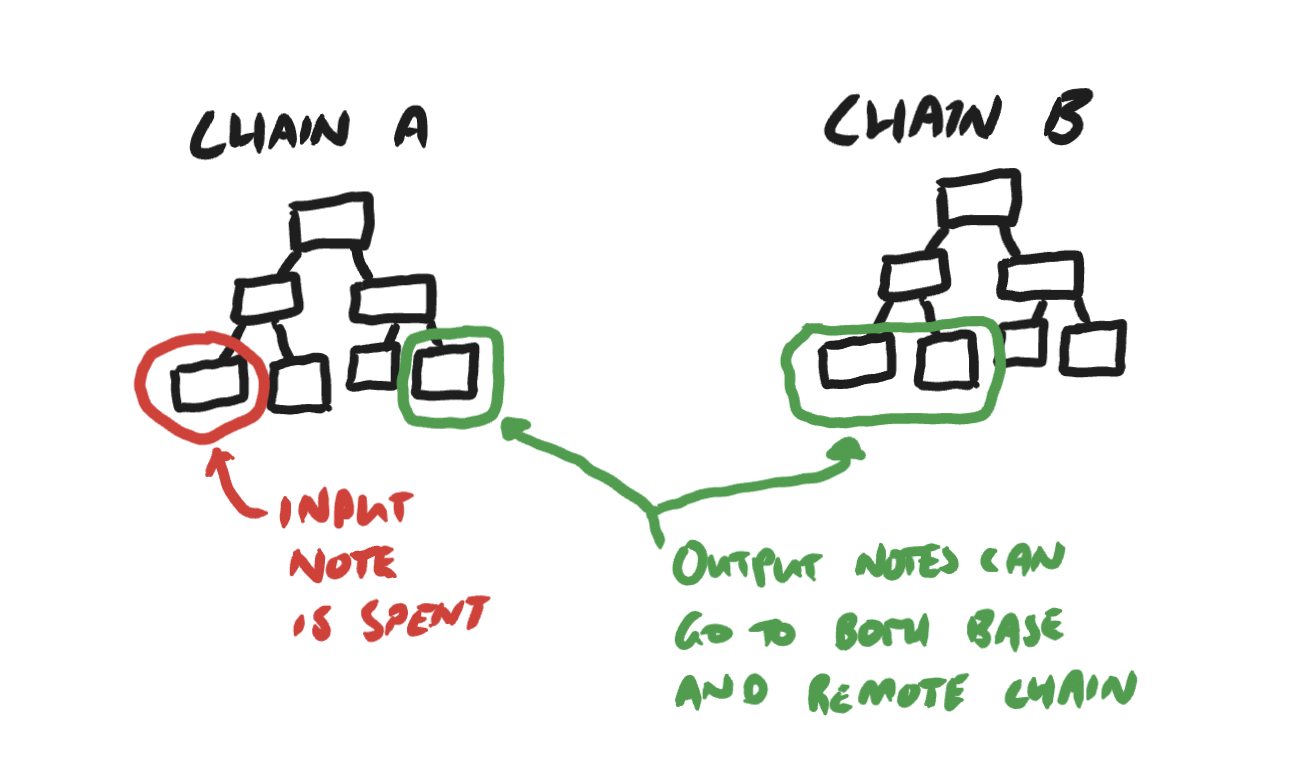 CHAIN A
CHAIN B
INPUT
NOTE
IS SPENT
OUTPUT NOTES CAN
GO TO BOTH BASE
AND REMOTE CHAIN